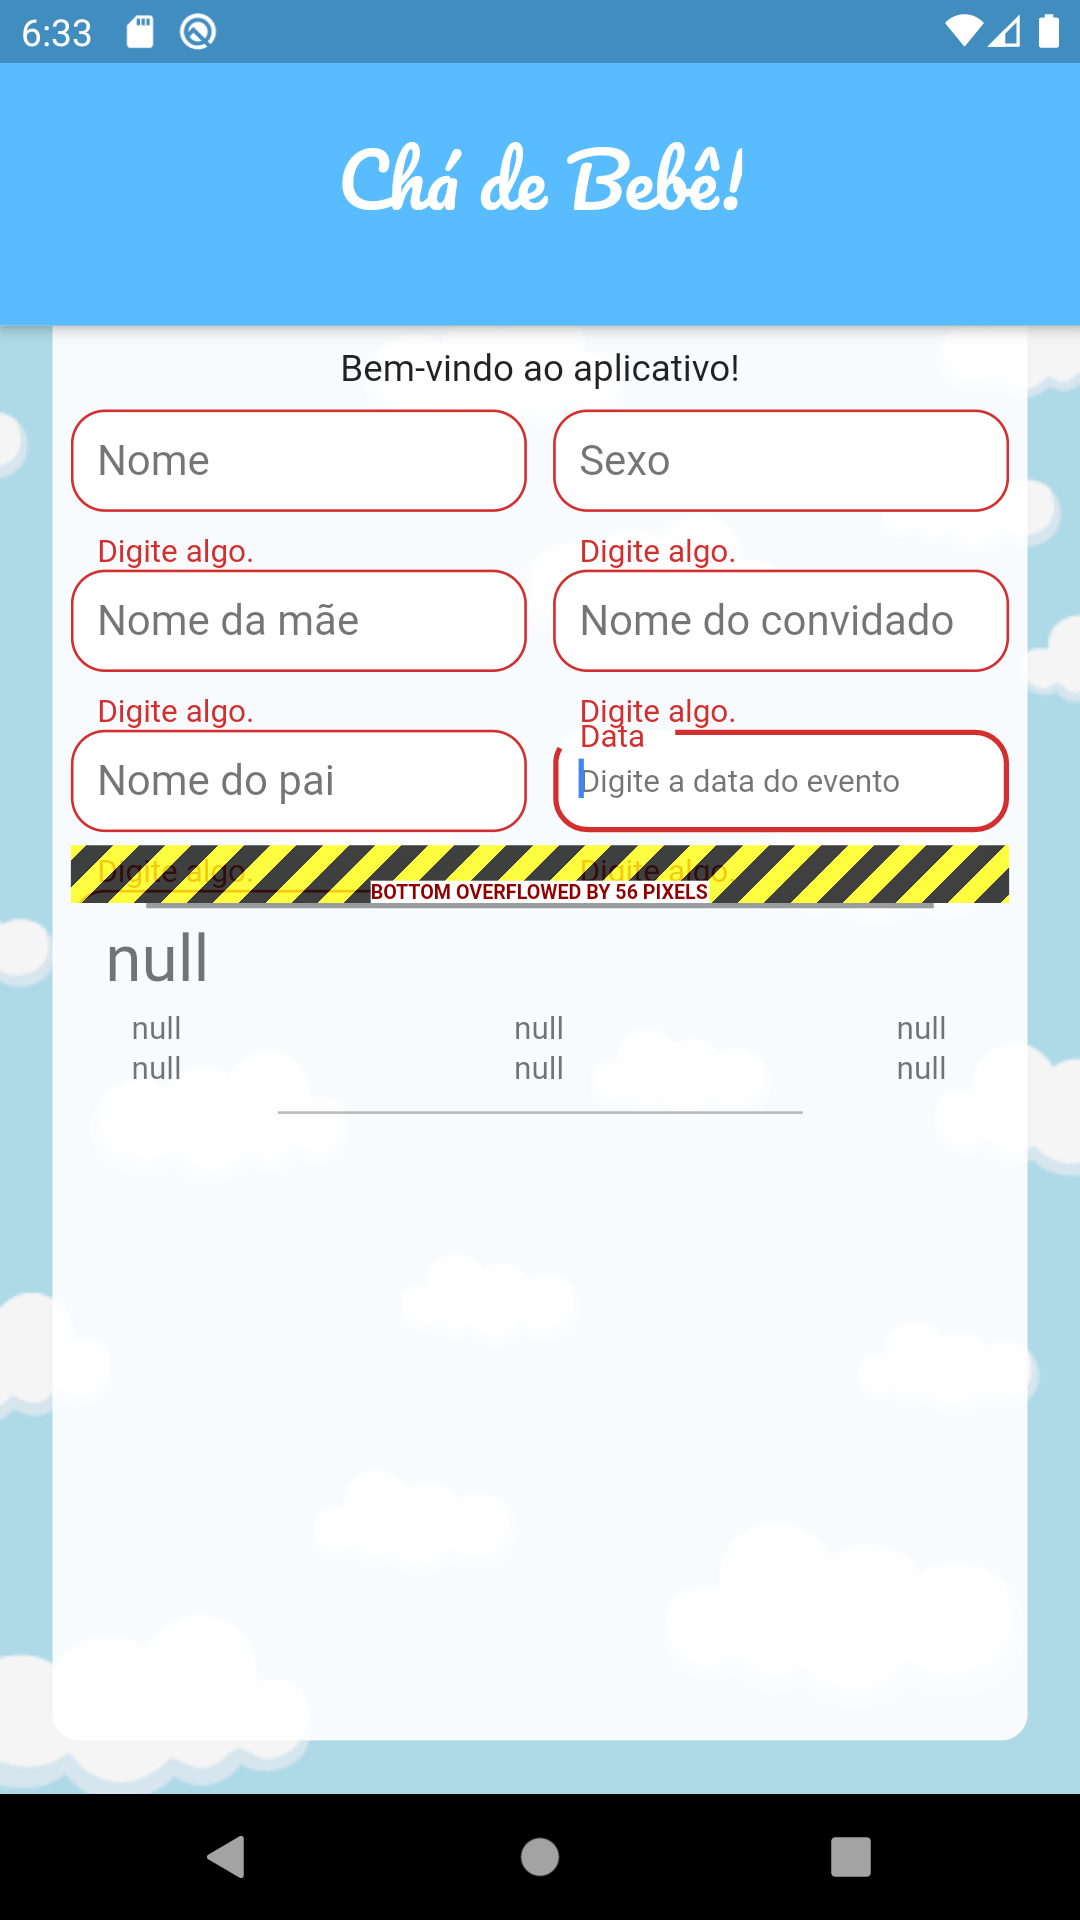 6:33
Chá de Bebê!
Bem-vindo ao aplicativo!
Nome Sexo
Digite algo. Digite algo.
Nome da mãe Nome do convidado
Digite algo. Digite algo.
Data
Nome do pai Digite a data do evento
Digite algo. Digite algo.
BOTTOM OVERFLOWED BY 56 PIXELS
null
null null null
null null null